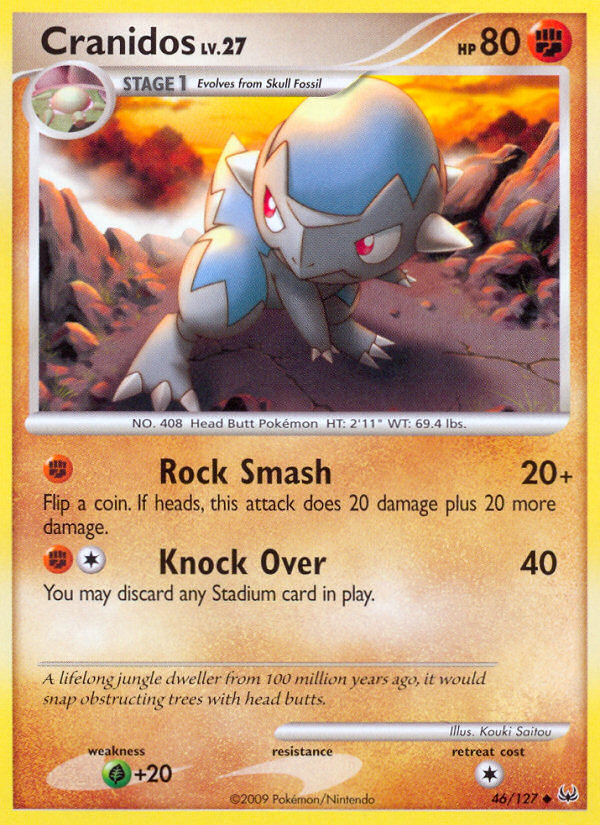 Cranidos LV.27
HP 80
STAGE 1 Evolves from Skull Fossil
NO. 408 Head Butt Pokémon HT: 2'11" WT: 69.4 lbs.
Rock Smash 20+
Flip a coin. If heads, this attack does 20 damage plus 20 more
damage.
Knock Over 40
You may discard any Stadium card in play.
A lifelong jungle dweller from 100 million years ago, it would
snap obstructing trees with head butts.
Illus. Kouki Saitou
weakness resistance retreat cost
+20
©2009 Pokémon/Nintendo 46/127